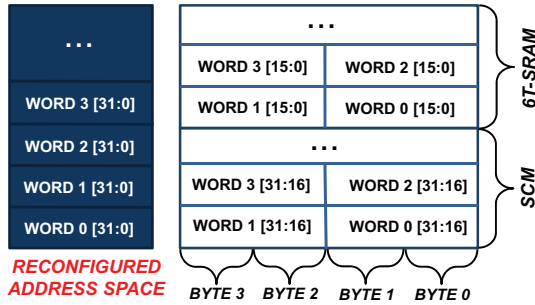 ...
WORD 3 [31:0]
WORD 2 [31:0]
WORD 1 [31:0]
WORD 0 [31:0]
RECONFIGURED
ADDRESS SPACE
...
WORD 3 [15:0] WORD 2 [15:0]
WORD 1 [15:0] WORD 0 [15:0]
...
WORD 3 [31:16] WORD 2 [31:16]
WORD 1 [31:16] WORD 0 [31:16]
BYTE 3 BYTE 2 BYTE 1 BYTE 0
6T-SRAM
SCM